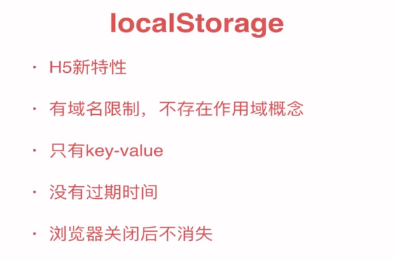 localStorage
· H5新特性
· 有域名限制，不存在作用域概念
· 只有key-value
· 没有过期时间
· 浏览器关闭后不消失